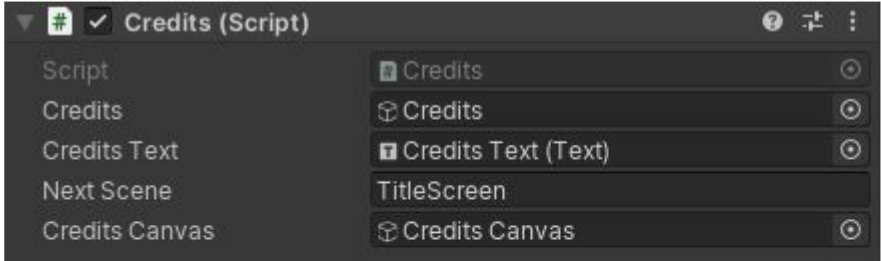 Credits (Script)
Script Credits
Credits Credits
Credits Text Credits Text (Text)
Next Scene TitleScreen
Credits Canvas Credits Canvas